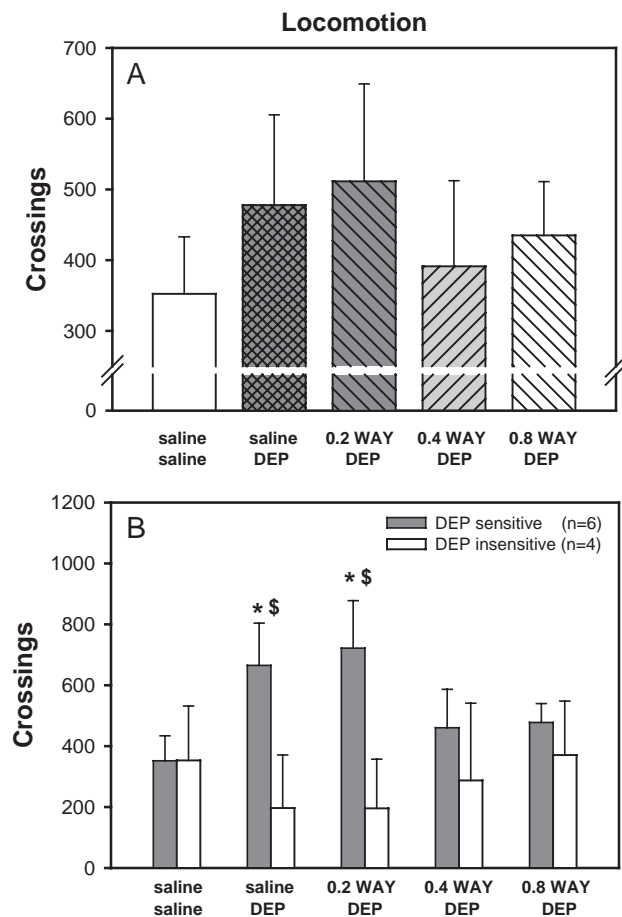 Locomotion
A
Crossings
700
600
500
400
300
0
saline saline 0.2 WAY 0.4 WAY 0.8 WAY
saline DEP DEP DEP DEP
B
DEP sensitive (n=6)
DEP insensitive (n=4)
* $
* $
Crossings
1200
1000
800
600
400
200
0
saline saline 0.2 WAY 0.4 WAY 0.8 WAY
saline DEP DEP DEP DEP